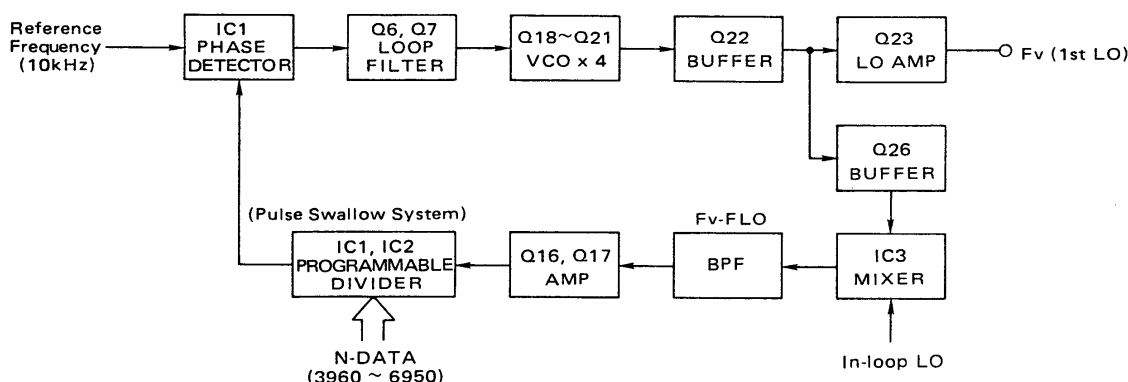 Reference
Frequency
(10kHz)
IC1
PHASE
DETECTOR
Q6, Q7
LOOP
FILTER
Q18~Q21
VCO x 4
Q22
BUFFER
Q23
LO AMP
Fv (1st LO)
Q26
BUFFER
(Pulse Swallow System)
IC1, IC2
PROGRAMMABLE
DIVIDER
Q16, Q17
AMP
Fv-FLO
BPF
IC3
MIXER
N-DATA
(3960 ~ 6950)
In-loop LO